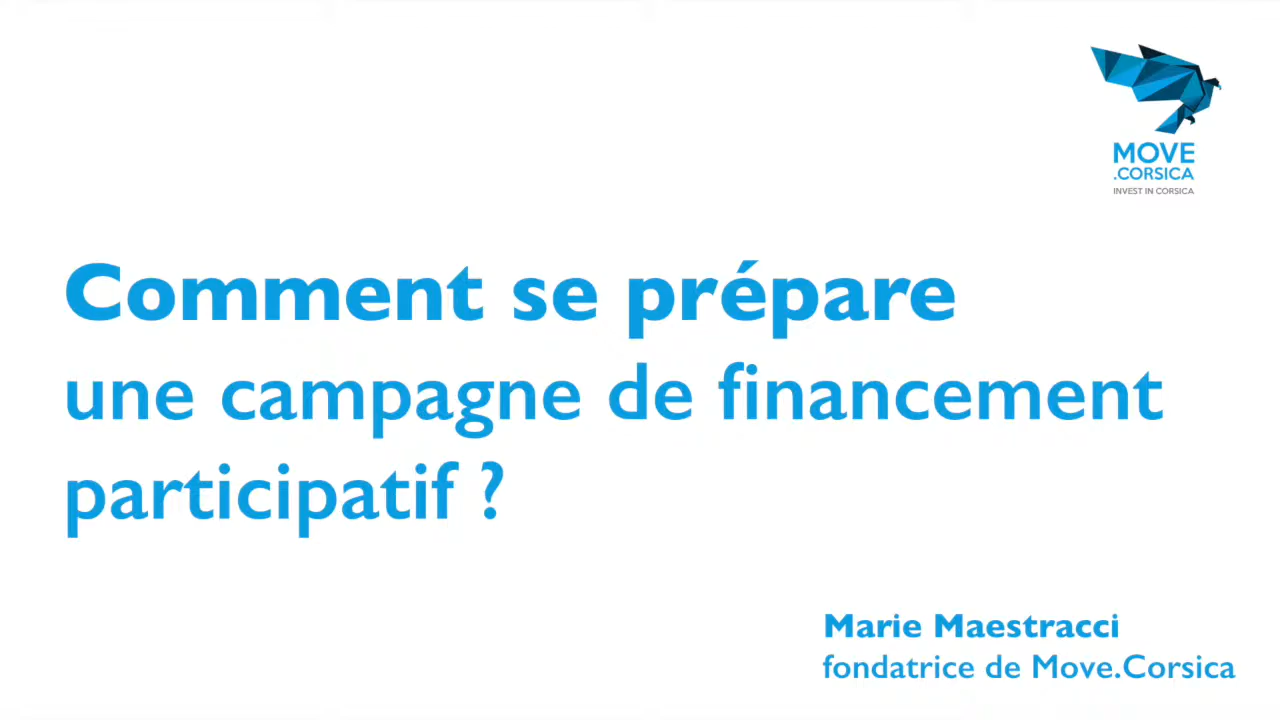 MOVE
.CORSICA
INVEST IN CORSICA
Comment se prépare
une campagne de financement
participatif ?
Marie Maestracci
fondatrice de Move.Corsica